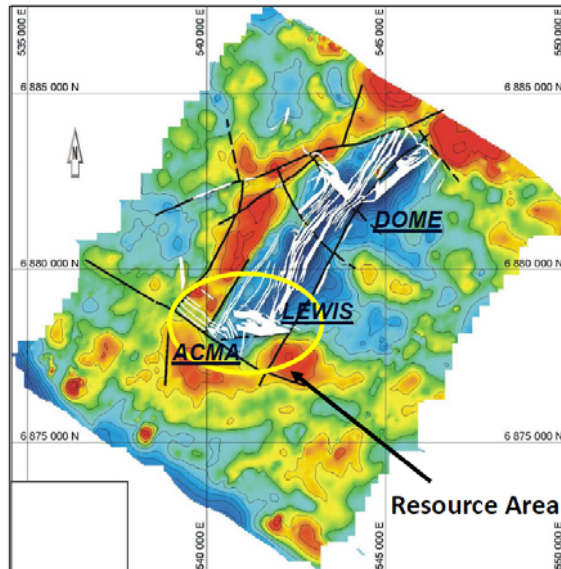 535 000 E
540 000 E
545 000 E
550 000 E
6 885 000 N
6 885 000 N
N
DOME
6 880 000 N
6 880 000 N
LEWIS
ACMA
6 875 000 N
6 875 000 N
Resource Area
540 000 E
545 000 E
550 000 E